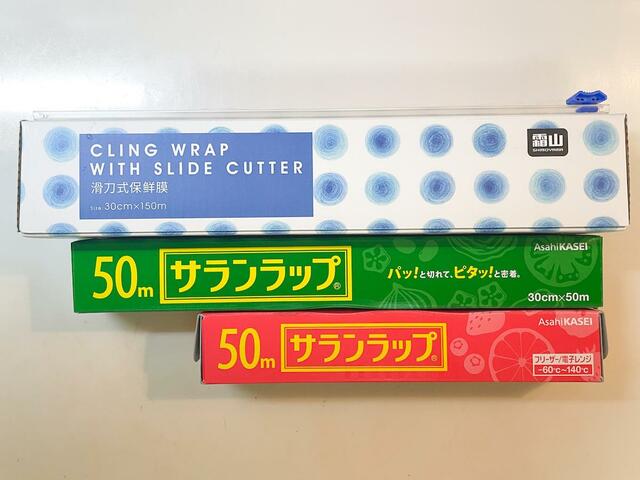 CLING WRAP
WITH SLIDE CUTTER
滑刀式保鲜膜
Size 30cm×150m
霜山
SHIMOYAMA
50m サランラップ®
AsahiKASEI
パッ!と切れて、ピタッ!と密着。
30cm×50m
50m サランラップ®
AsahiKASEI
フリーザー/電子レンジ
-60℃~140℃